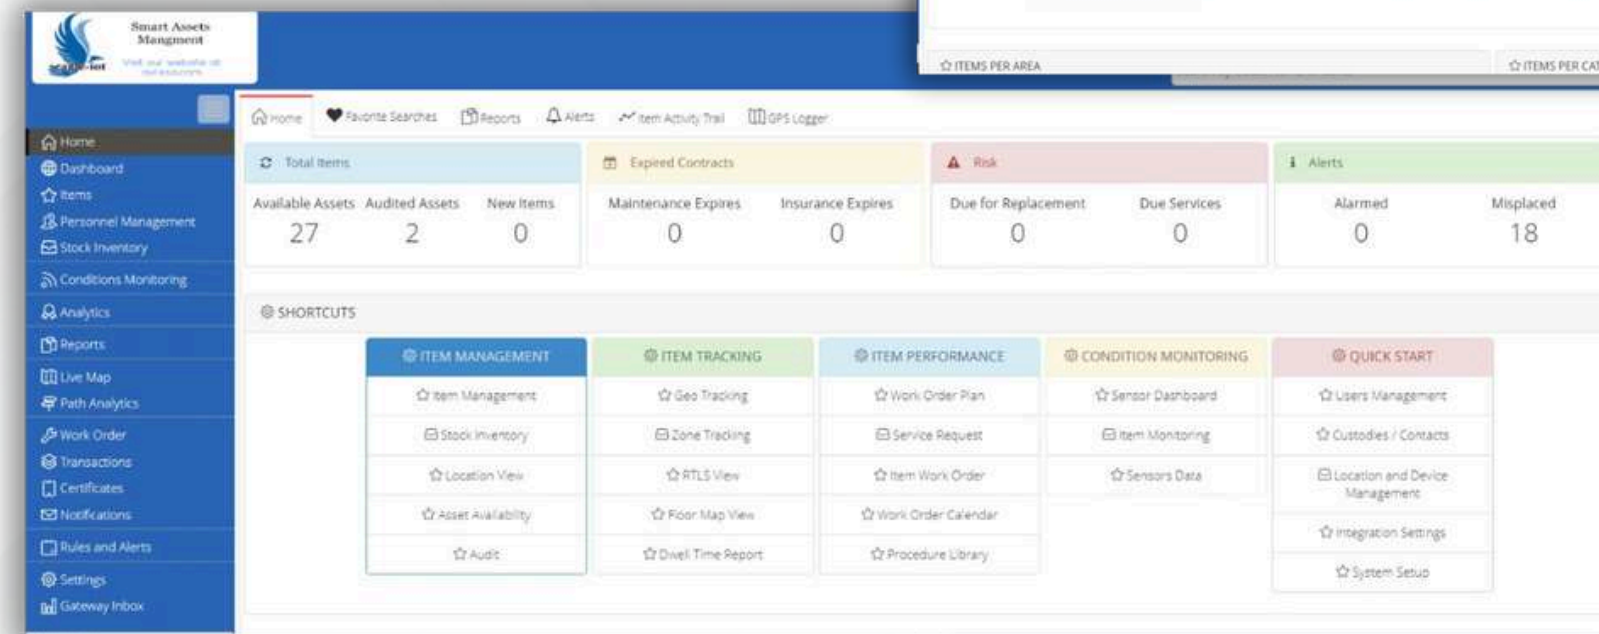 Smart Assets
Mangment
Visit our website at
ITEMS PER AREA
ITEMS PER CAT
Home
Favorite Searches
Reports
Alerts
Item Activity Trail
GPS Logger
Home
Dashboard
Items
Personnel Management
Stock Inventory
Conditions Monitoring
Analytics
Reports
Live Map
Path Analytics
Work Order
Transactions
Certificates
Notifications
Rules and Alerts
Settings
Gateway Inbox
Total Items
Available Assets Audited Assets New Items
27 2 0
Expired Contracts
Maintenance Expires Insurance Expires
0 0
Risk
Due for Replacement Due Services
0 0
Alerts
Alarmed Misplaced
0 18
SHORTCUTS
ITEM MANAGEMENT
Item Management
Stock Inventory
Location View
Asset Availability
Audit
ITEM TRACKING
Geo Tracking
Zone Tracking
RTLS View
Floor Map View
Dwell Time Report
ITEM PERFORMANCE
Work Order Plan
Service Request
Item Work Order
Work Order Calendar
Procedure Library
CONDITION MONITORING
Sensor Dashboard
Item Monitoring
Sensors Data
QUICK START
Users Management
Custodies / Contacts
Location and Device
Management
Integration Settings
System Setup